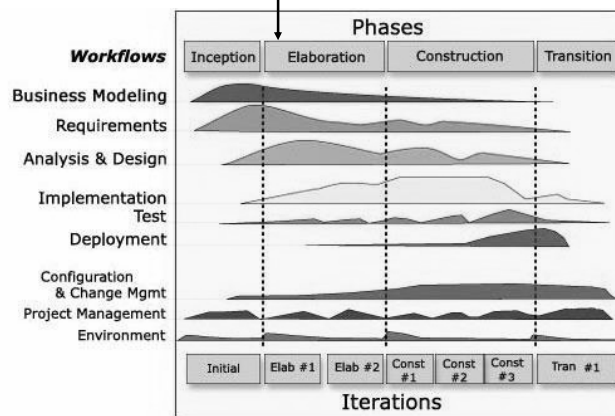 Phases
Workflows Inception Elaboration Construction Transition
Business Modeling
Requirements
Analysis & Design
Implementation
Test
Deployment
Configuration
& Change Mgmt
Project Management
Environment
Initial Elab #1 Elab #2 Const #1 Const #2 Const #3 Tran #1
Iterations